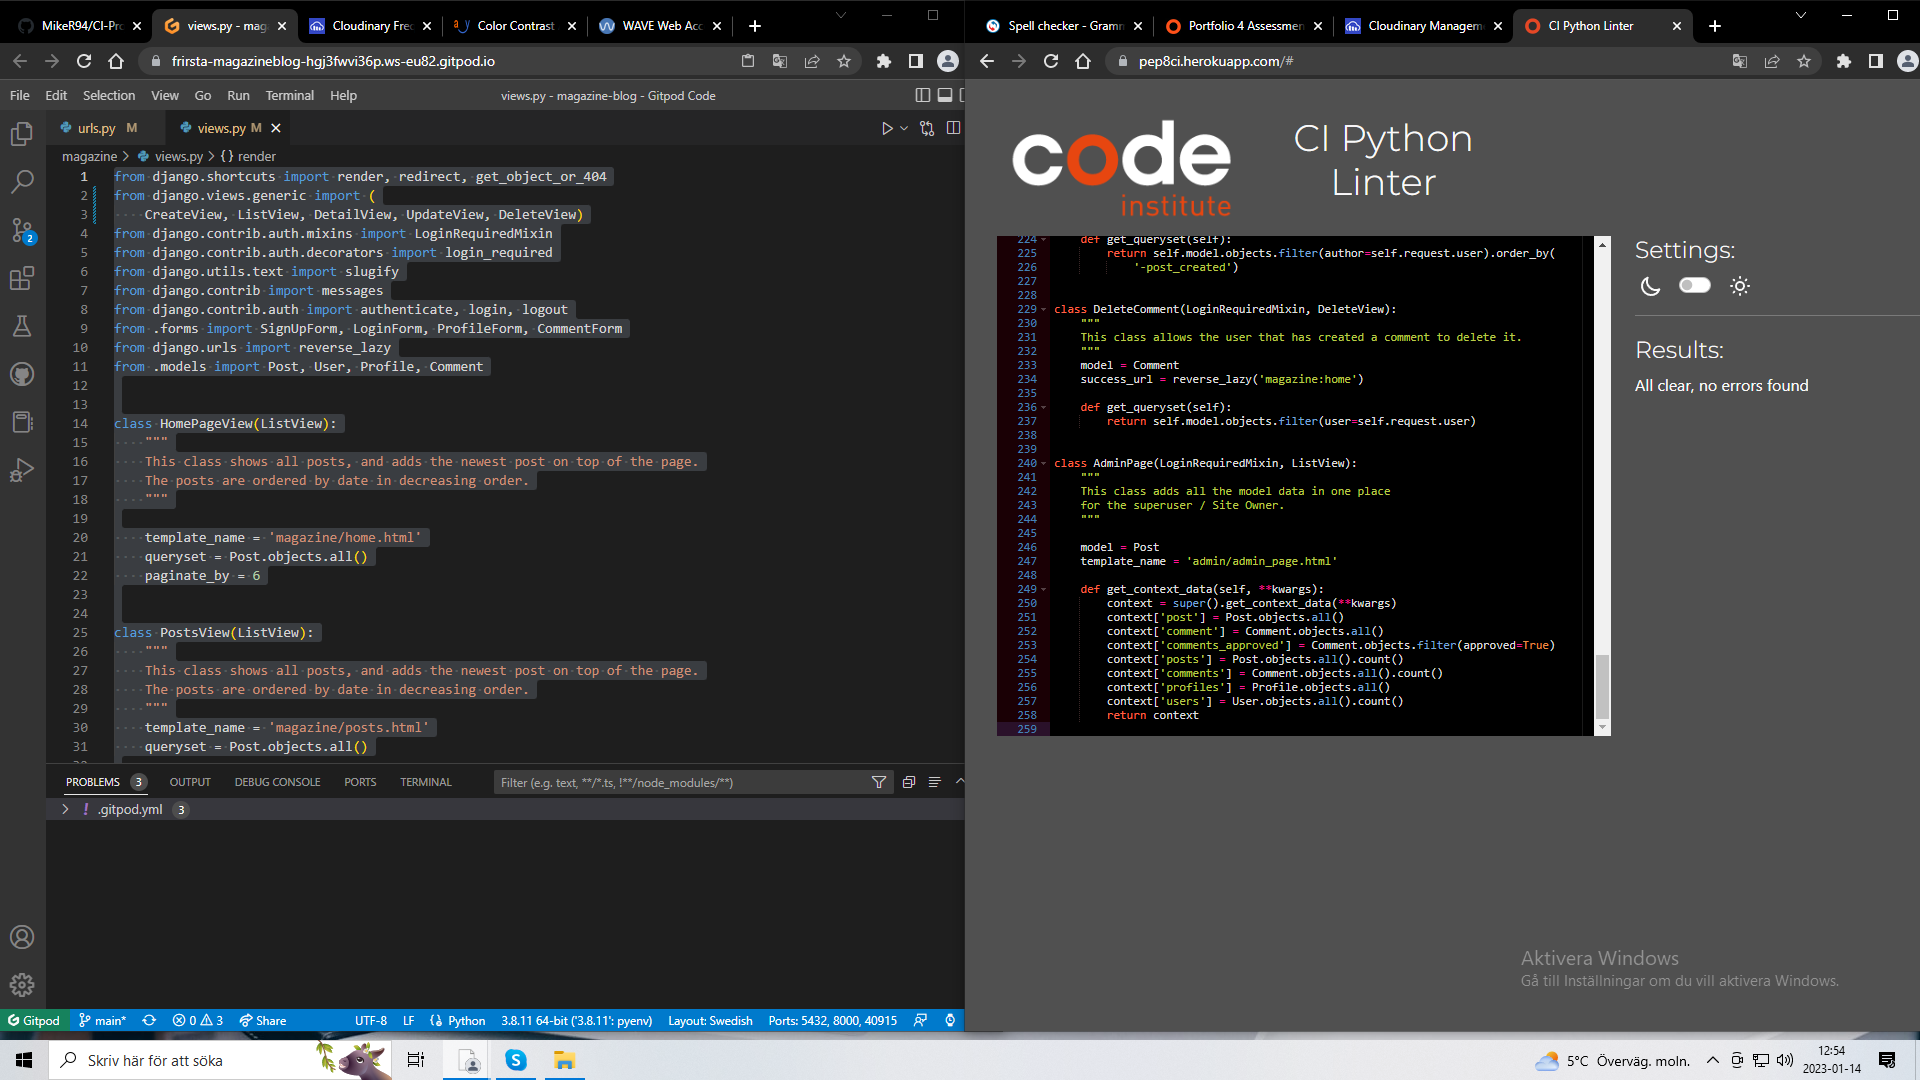 MikeR94/CI-Pr
views.py - mag
Cloudinary Fre
Color Contrast
WAVE Web Acc
frirsta-magazineblog-hgj3fwvi36p.ws-eu82.gitpod.io
File Edit Selection View Go Run Terminal Help
views.py - magazine-blog - Gitpod Code
urls.py M
views.py M
magazine > views.py > {} render
1 from django.shortcuts import render, redirect, get_object_or_404
2 from django.views.generic import (
3 CreateView, ListView, DetailView, UpdateView, DeleteView)
4 from django.contrib.auth.mixins import LoginRequiredMixin
5 from django.contrib.auth.decorators import login_required
6 from django.utils.text import slugify
7 from django.contrib import messages
8 from django.contrib.auth import authenticate, login, logout
9 from .forms import SignUpForm, LoginForm, ProfileForm, CommentForm
10 from django.urls import reverse_lazy
11 from .models import Post, User, Profile, Comment
12
13
14 class HomePageView(ListView):
15 """
16 This class shows all posts, and adds the newest post on top of the page.
17 The posts are ordered by date in decreasing order.
18 """
19
20 template_name = 'magazine/home.html'
21 queryset = Post.objects.all()
22 paginate_by = 6
23
24
25 class PostsView(ListView):
26 """
27 This class shows all posts, and adds the newest post on top of the page.
28 The posts are ordered by date in decreasing order.
29 """
30 template_name = 'magazine/posts.html'
31 queryset = Post.objects.all()
PROBLEMS 3 OUTPUT DEBUG CONSOLE PORTS TERMINAL
Filter (e.g. text, **/*.ts, !**/node_modules/**)
! .gitpod.yml 3
2
Gitpod main* 0 3 Share UTF-8 LF Python 3.8.11 64-bit ('3.8.11': pyenv) Layout: Swedish Ports: 5432, 8000, 40915
Spell checker - Gramm
Portfolio 4 Assessmen
Cloudinary Managem
CI Python Linter
pep8ci.herokuapp.com/#
code
institute
CI Python
Linter
224 def get_queryset(self):
225 return self.model.objects.filter(author=self.request.user).order_by(
226 '-post_created')
227
228
229 class DeleteComment(LoginRequiredMixin, DeleteView):
230 """
231 This class allows the user that has created a comment to delete it.
232 """
233 model = Comment
234 success_url = reverse_lazy('magazine:home')
235
236 def get_queryset(self):
237 return self.model.objects.filter(user=self.request.user)
238
239
240 class AdminPage(LoginRequiredMixin, ListView):
241 """
242 This class adds all the model data in one place
243 for the superuser / Site Owner.
244 """
245
246 model = Post
247 template_name = 'admin/admin_page.html'
248
249 def get_context_data(self, **kwargs):
250 context = super().get_context_data(**kwargs)
251 context['post'] = Post.objects.all()
252 context['comment'] = Comment.objects.all()
253 context['comments_approved'] = Comment.objects.filter(approved=True)
254 context['posts'] = Post.objects.all().count()
255 context['comments'] = Comment.objects.all().count()
256 context['profiles'] = Profile.objects.all()
257 context['users'] = User.objects.all().count()
258 return context
259
Settings:
Results:
All clear, no errors found
Aktivera Windows
Gå till Inställningar om du vill aktivera Windows.
Skriv här för att söka
5°C Överväg. moln.
12:54
2023-01-14